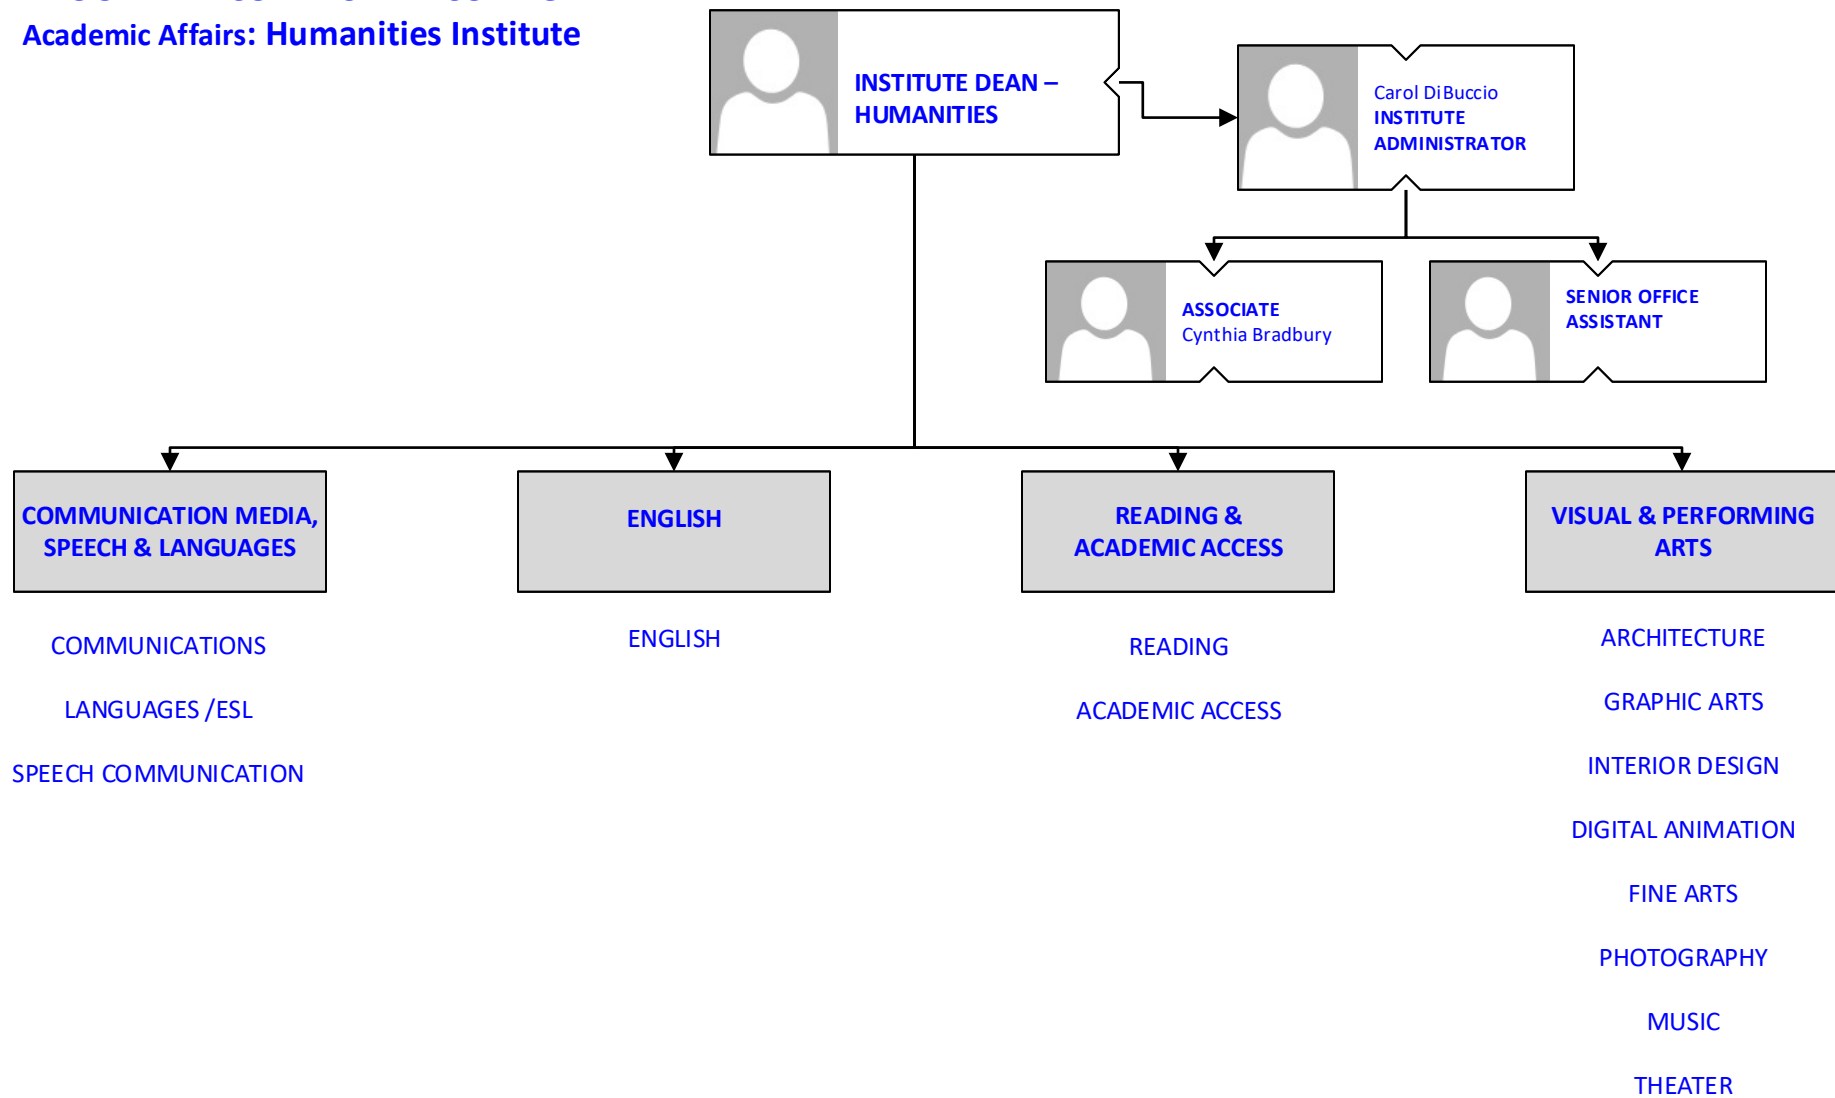 Academic Affairs: Humanities Institute
INSTITUTE DEAN –
HUMANITIES
Carol DiBuccio
INSTITUTE
ADMINISTRATOR
ASSOCIATE
Cynthia Bradbury
SENIOR OFFICE
ASSISTANT
COMMUNICATION MEDIA,
SPEECH & LANGUAGES
COMMUNICATIONS
LANGUAGES /ESL
SPEECH COMMUNICATION
ENGLISH
ENGLISH
READING &
ACADEMIC ACCESS
READING
ACADEMIC ACCESS
VISUAL & PERFORMING
ARTS
ARCHITECTURE
GRAPHIC ARTS
INTERIOR DESIGN
DIGITAL ANIMATION
FINE ARTS
PHOTOGRAPHY
MUSIC
THEATER